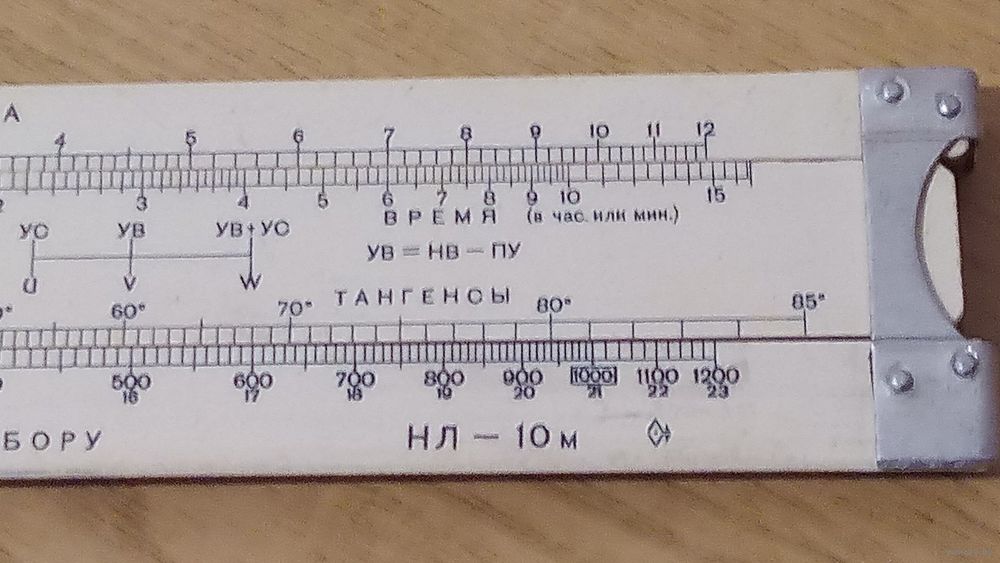 А
4 5 6 7 8 9 10 11 12
3 4 5 6 7 8 9 10 15
ВРЕМЯ (в час. или мин.)
УС УВ УВ+УС
УВ = НВ – ПУ
u v w
ТАНГЕНСЫ
60° 70° 80° 85°
500 600 700 800 900 1000 1100 1200
16 17 18 19 20 21 22 23
БОРУ НЛ – 10 м